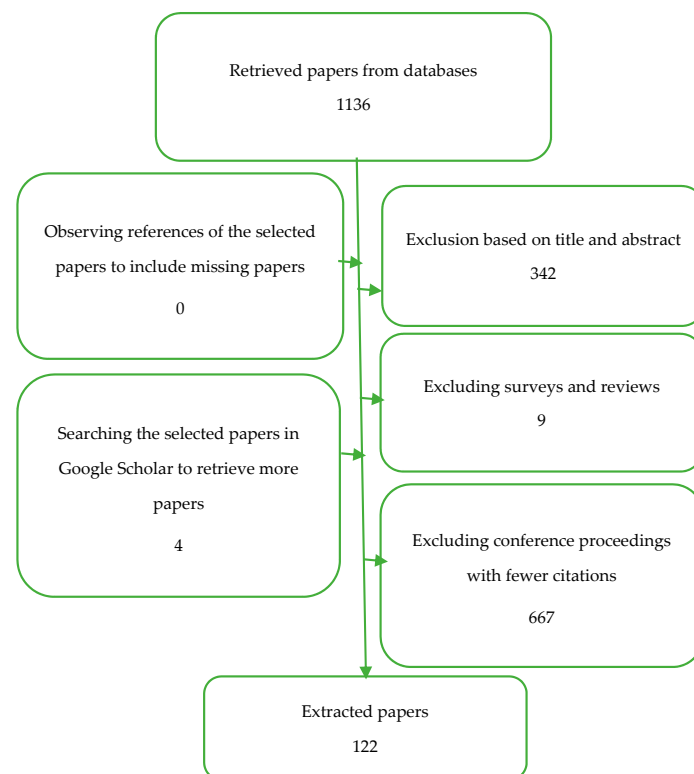 Retrieved papers from databases
1136
Observing references of the selected
papers to include missing papers
0
Exclusion based on title and abstract
342
Excluding surveys and reviews
9
Searching the selected papers in
Google Scholar to retrieve more
papers
4
Excluding conference proceedings
with fewer citations
667
Extracted papers
122